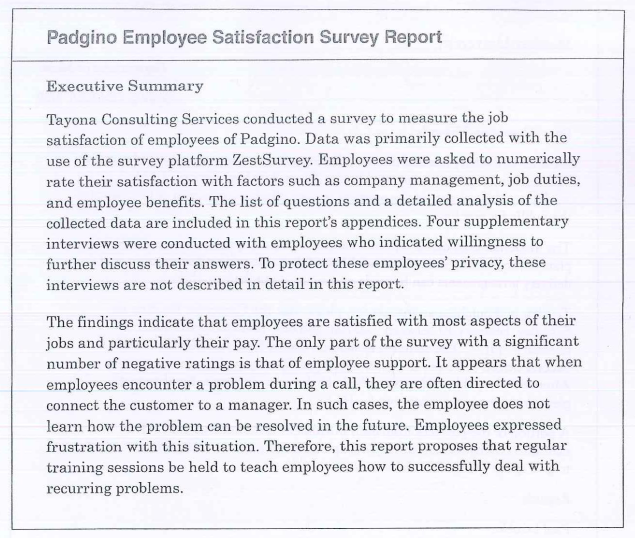 Padgino Employee Satisfaction Survey Report
Executive Summary
Tayona Consulting Services conducted a survey to measure the job
satisfaction of employees of Padgino. Data was primarily collected with the
use of the survey platform ZestSurvey. Employees were asked to numerically
rate their satisfaction with factors such as company management, job duties,
and employee benefits. The list of questions and a detailed analysis of the
collected data are included in this report's appendices. Four supplementary
interviews were conducted with employees who indicated willingness to
further discuss their answers. To protect these employees' privacy, these
interviews are not described in detail in this report.
The findings indicate that employees are satisfied with most aspects of their
jobs and particularly their pay. The only part of the survey with a significant
number of negative ratings is that of employee support. It appears that when
employees encounter a problem during a call, they are often directed to
connect the customer to a manager. In such cases, the employee does not
learn how the problem can be resolved in the future. Employees expressed
frustration with this situation. Therefore, this report proposes that regular
training sessions be held to teach employees how to successfully deal with
recurring problems.